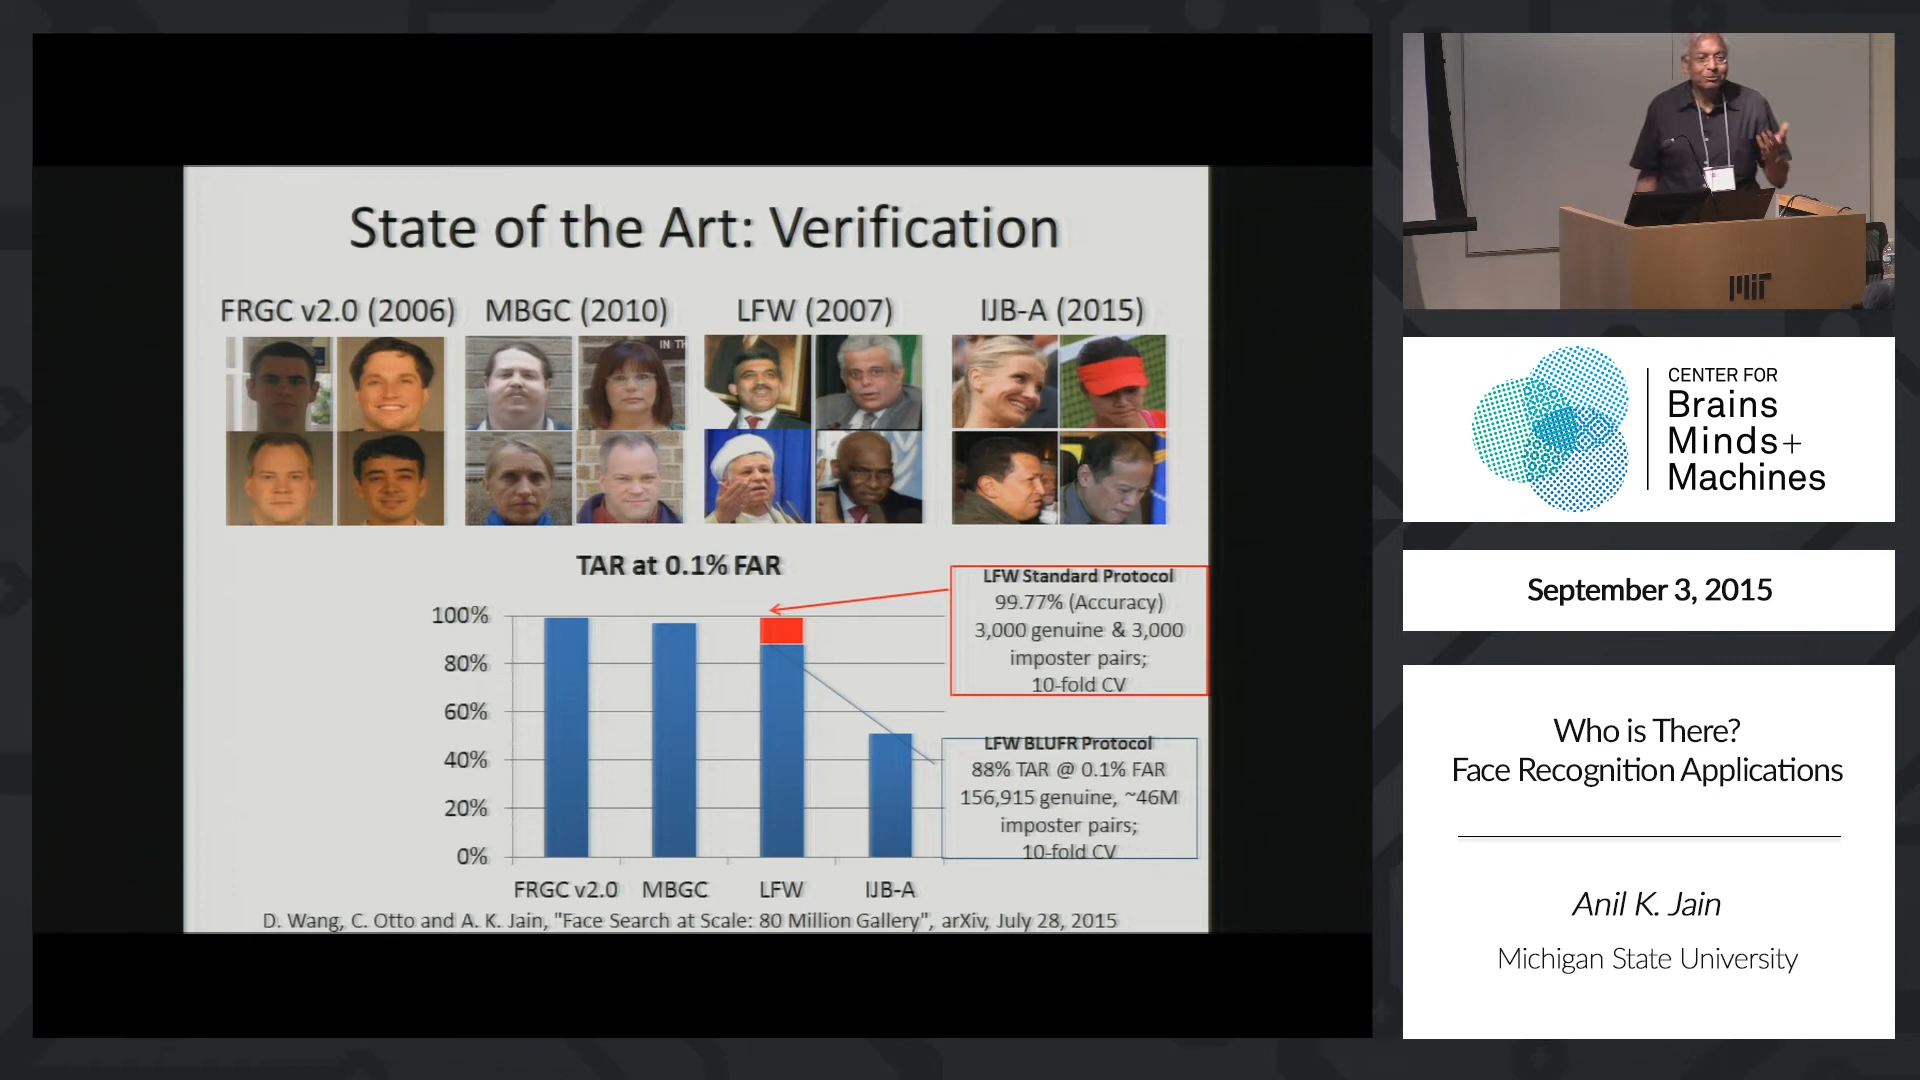 State of the Art: Verification
FRGC v2.0 (2006)
MBGC (2010)
LFW (2007)
IJB-A (2015)
IN TH
TAR at 0.1% FAR
100%
80%
60%
40%
20%
0%
FRGC v2.0
MBGC
LFW
IJB-A
LFW Standard Protocol
99.77% (Accuracy)
3,000 genuine & 3,000
imposter pairs;
10-fold CV
LFW BLUFR Protocol
88% TAR @ 0.1% FAR
156,915 genuine, ~46M
imposter pairs;
10-fold CV
D. Wang, C. Otto and A. K. Jain, "Face Search at Scale: 80 Million Gallery", arXiv, July 28, 2015
MIT
CENTER FOR
Brains
Minds+
Machines
September 3, 2015
Who is There?
Face Recognition Applications
Anil K. Jain
Michigan State University